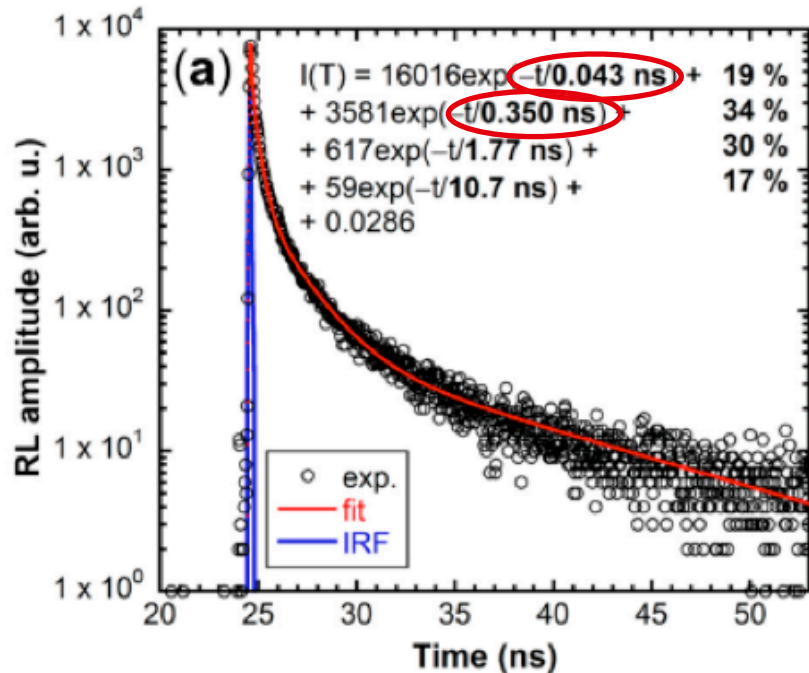 (a)
I(T) = 16016exp(−t/0.043 ns) + 19 %
+ 3581exp(−t/0.350 ns) + 34 %
+ 617exp(−t/1.77 ns) + 30 %
+ 59exp(−t/10.7 ns) + 17 %
+ 0.0286
RL amplitude (arb. u.)
1 x 10⁴
1 x 10³
1 x 10²
1 x 10¹
1 x 10⁰
exp.
fit
IRF
20 25 30 35 40 45 50
Time (ns)